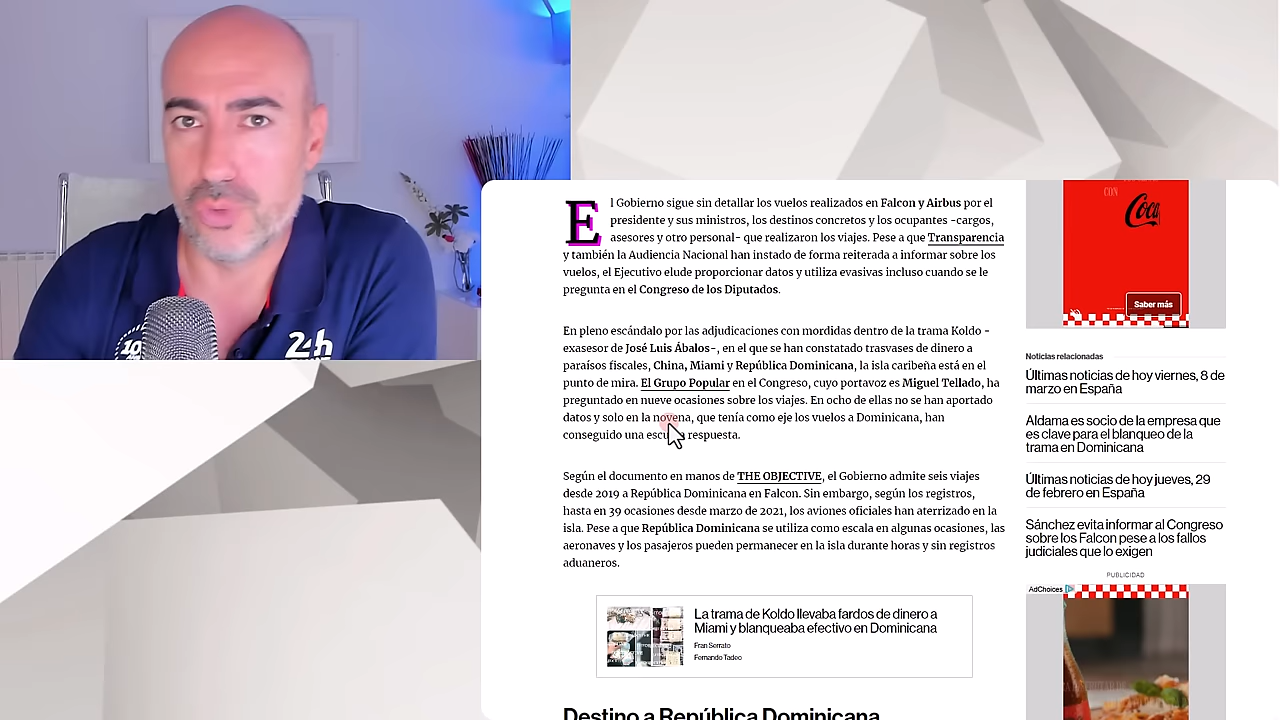 24h
El Gobierno sigue sin detallar los vuelos realizados en Falcon y Airbus por el
presidente y sus ministros, los destinos concretos y los ocupantes -cargos,
asesores y otro personal- que realizaron los viajes. Pese a que Transparencia
y también la Audiencia Nacional han instado de forma reiterada a informar sobre los
vuelos, el Ejecutivo elude proporcionar datos y utiliza evasivas incluso cuando se le
pregunta en el Congreso de los Diputados.
En pleno escándalo por las adjudicaciones con mordidas dentro de la trama Koldo -
exasesor de José Luis Ábalos-, en el que se han constatado trasvases de dinero a
paraísos fiscales, China, Miami y República Dominicana, la isla caribeña está en el
punto de mira. El Grupo Popular en el Congreso, cuyo portavoz es Miguel Tellado, ha
preguntado en nueve ocasiones sobre los viajes. En ocho de ellas no se han aportado
datos y solo en la novena, que tenía como eje los vuelos a Dominicana, han
conseguido una escueta respuesta.
Según el documento en manos de THE OBJECTIVE, el Gobierno admite seis viajes
desde 2019 a República Dominicana en Falcon. Sin embargo, según los registros,
hasta en 39 ocasiones desde marzo de 2021, los aviones oficiales han aterrizado en la
isla. Pese a que República Dominicana se utiliza como escala en algunas ocasiones, las
aeronaves y los pasajeros pueden permanecer en la isla durante horas y sin registros
aduaneros.
La trama de Koldo llevaba fardos de dinero a
Miami y blanqueaba efectivo en Dominicana
Fran Serrato
Fernando Tadeo
Destino a República Dominicana
CON
Coca
Saber más
Noticias relacionadas
Últimas noticias de hoy viernes, 8 de
marzo en España
Aldama es socio de la empresa que
es clave para el blanqueo de la
trama en Dominicana
Últimas noticias de hoy jueves, 29
de febrero en España
Sánchez evita informar al Congreso
sobre los Falcon pese a los fallos
judiciales que lo exigen
PUBLICIDAD
AdChoices